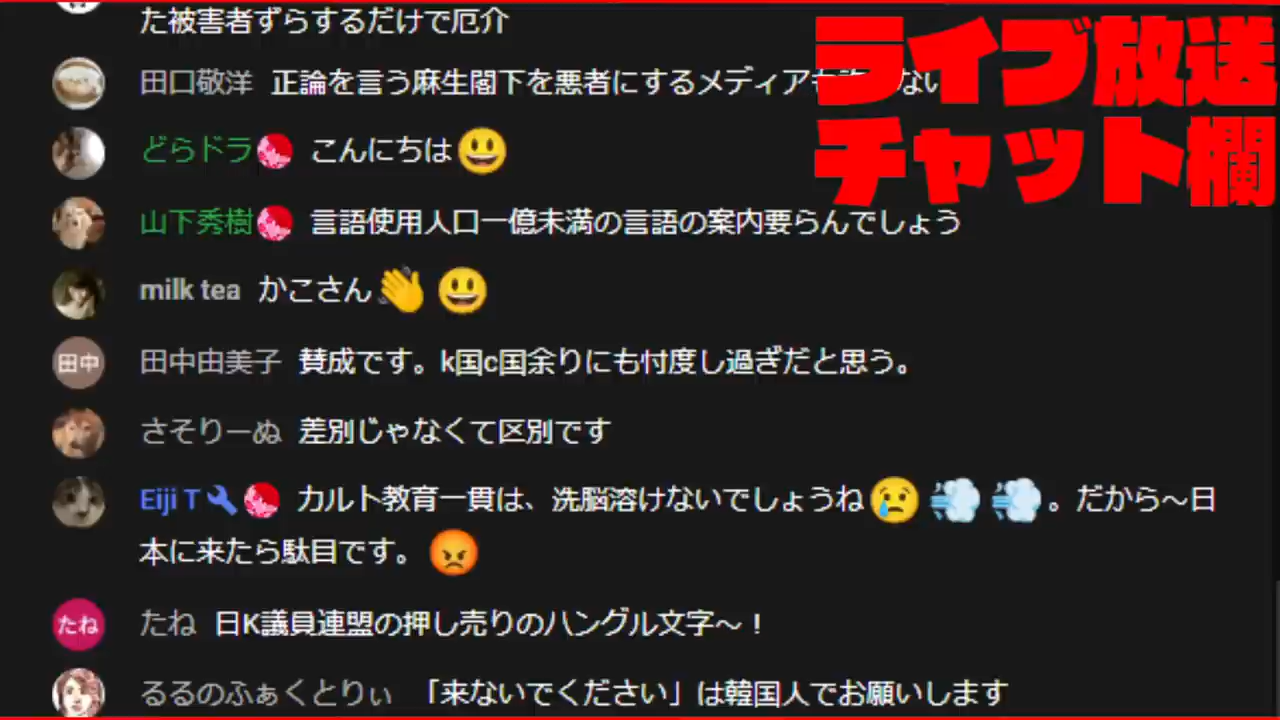 た被害者ずらするだけで厄介
田口敬洋 正論を言う麻生閣下を悪者にするメディアも
ライブ放送
チャット欄
どらドラ こんにちは😃
山下秀樹 言語使用人口一億未満の言語の案内要らんでしょう
milk tea かこさん👋😃
田中
田中由美子 賛成です。k国c国余りにも忖度し過ぎだと思う。
さそりーぬ 差別じゃなくて区別です
Eiji T🔧 カルト教育一貫は、洗脳溶けないでしょうね😢💨💨。だから〜日
本に来たら駄目です。😡
たね
たね 日K議員連盟の押し売りのハングル文字〜！
るるのふぁくとりぃ 「来ないでください」は韓国人でお願いします